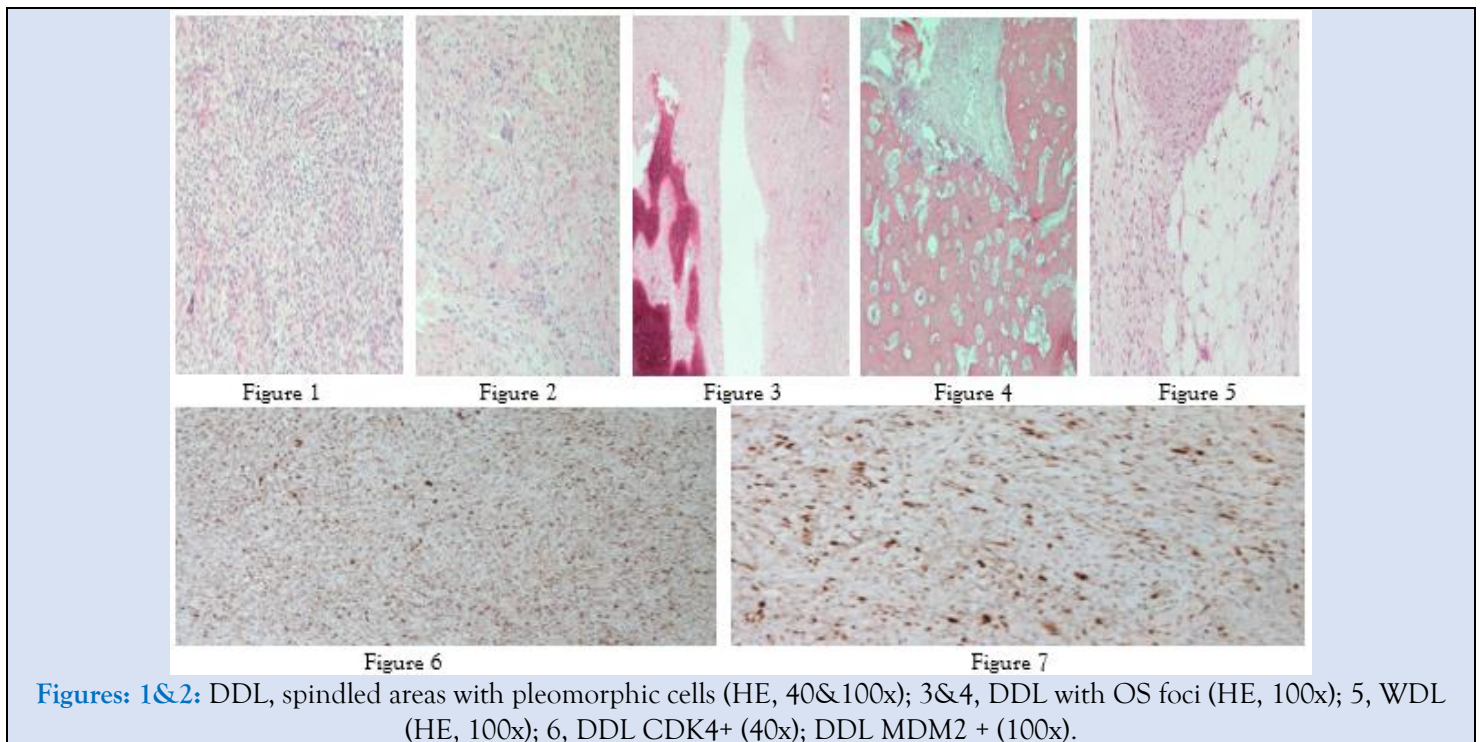 Figure 1
Figure 2
Figure 3
Figure 4
Figure 5
Figure 6
Figure 7
Figures: 1&2: DDL, spindled areas with pleomorphic cells (HE, 40&100x); 3&4, DDL with OS foci (HE, 100x); 5, WDL
(HE, 100x); 6, DDL CDK4+ (40x); DDL MDM2 + (100x).